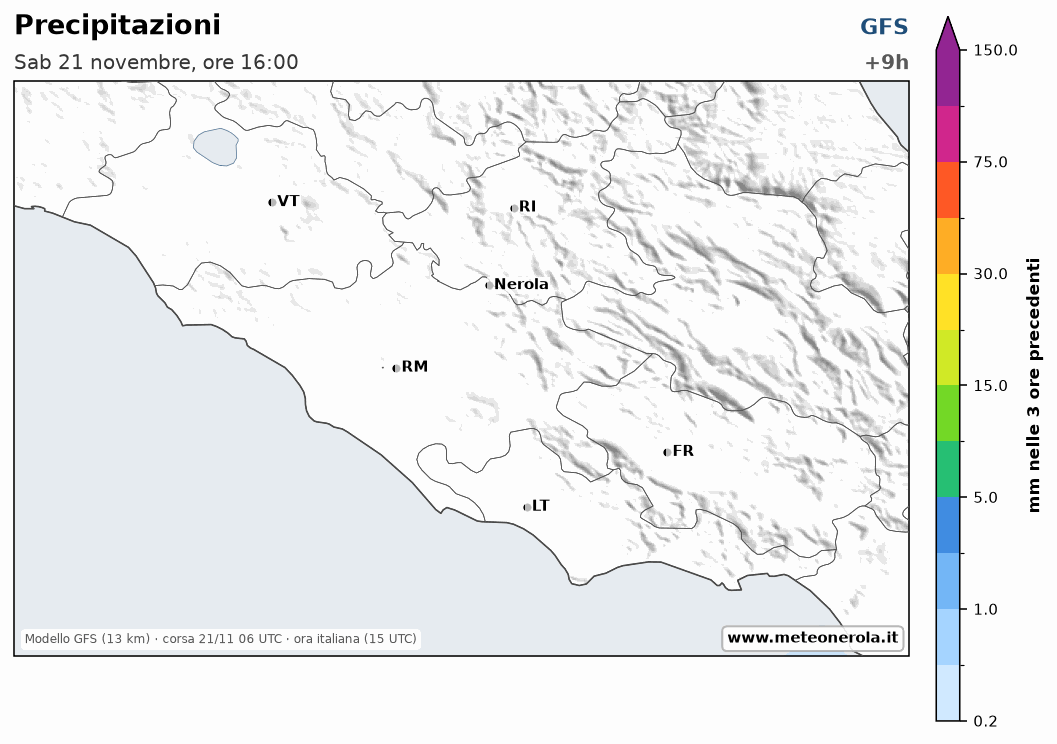 Precipitazioni
GFS
Sab 21 novembre, ore 16:00
+9h
150.0
75.0
30.0
15.0
5.0
1.0
0.2
mm nelle 3 ore precedenti
VT
RI
Nerola
RM
FR
LT
Modello GFS (13 km) · corsa 21/11 06 UTC · ora italiana (15 UTC)
www.meteonerola.it